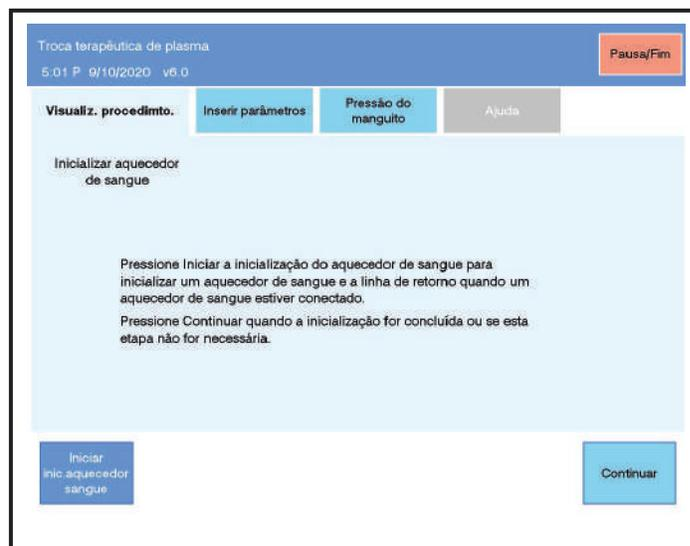 Troca terapêutica de plasma
Pausa/Fim
5:01 P 9/10/2020 v6.0
Visualiz. procedimto.
Inserir parâmetros
Pressão do
manguito
Ajuda
Inicializar aquecedor
de sangue
Pressione Iniciar a inicialização do aquecedor de sangue para
inicializar um aquecedor de sangue e a linha de retorno quando um
aquecedor de sangue estiver conectado.
Pressione Continuar quando a inicialização for concluída ou se esta
etapa não for necessária.
Iniciar
inic.aquecedor
sangue
Continuar